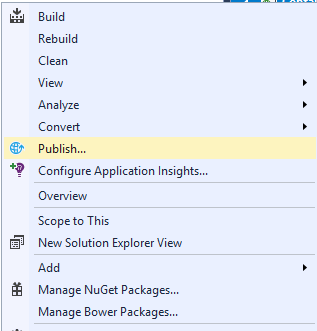 Build
Rebuild
Clean
View
Analyze
Convert
Publish...
Configure Application Insights...
Overview
Scope to This
New Solution Explorer View
Add
Manage NuGet Packages...
Manage Bower Packages...